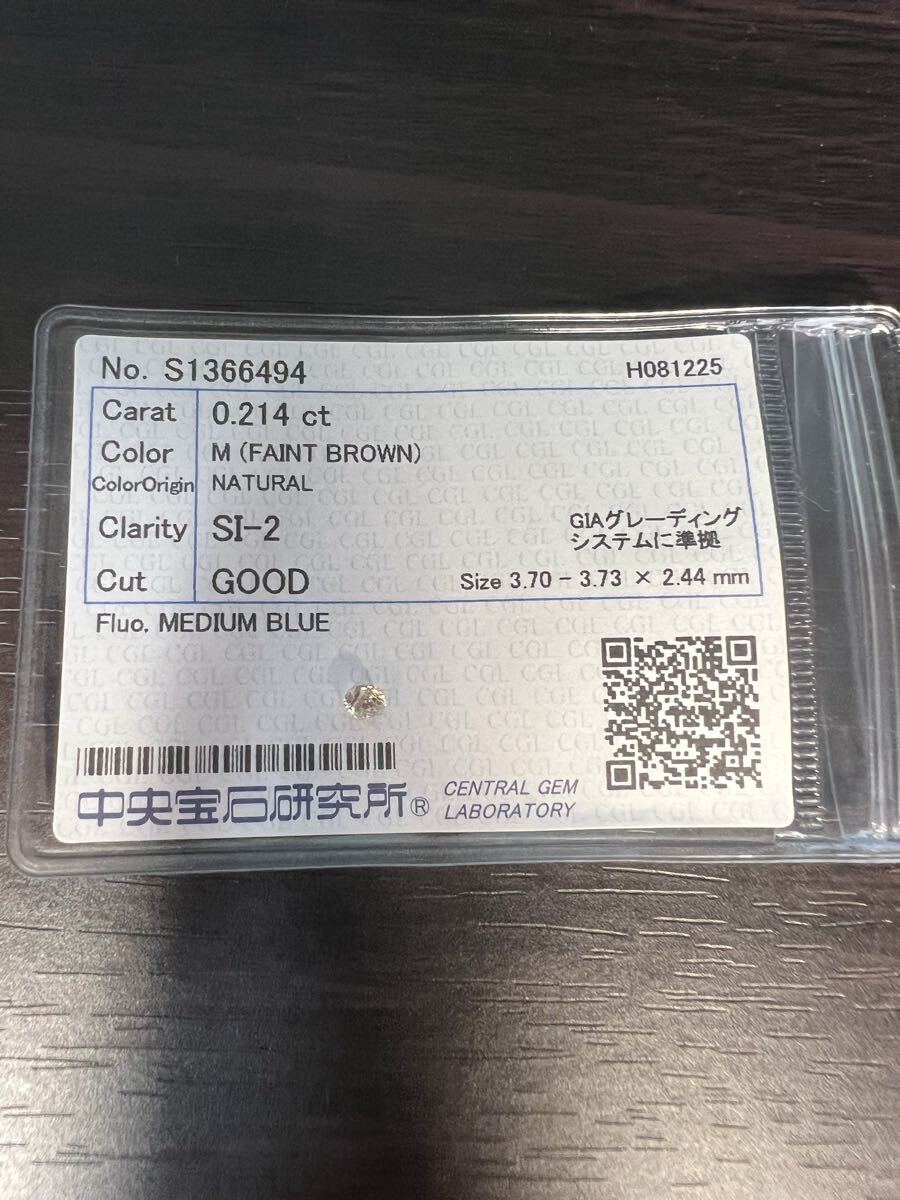 No. S1366494 H081225
Carat 0.214 ct
Color M (FAINT BROWN)
ColorOrigin NATURAL
Clarity SI-2
GIAグレーディング
システムに準拠
Cut GOOD Size 3.70 - 3.73 × 2.44 mm
Fluo. MEDIUM BLUE
中央宝石研究所® CENTRAL GEM
LABORATORY